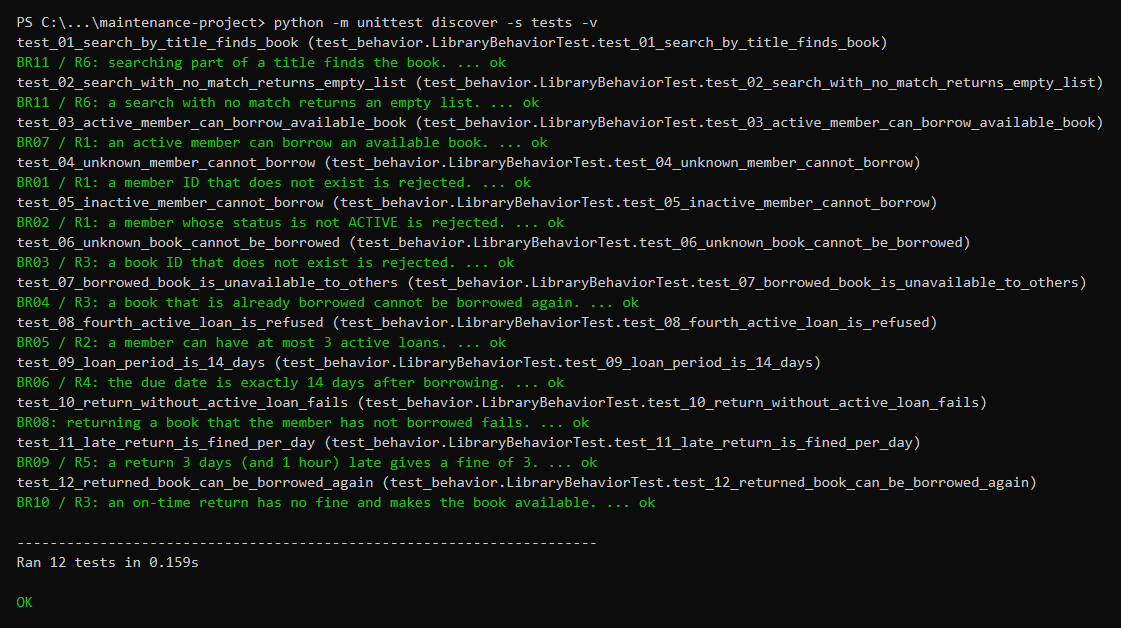 PS C:\...\maintenance-project> python -m unittest discover -s tests -v
test_01_search_by_title_finds_book (test_behavior.LibraryBehaviorTest.test_01_search_by_title_finds_book)
BR11 / R6: searching part of a title finds the book. ... ok
test_02_search_with_no_match_returns_empty_list (test_behavior.LibraryBehaviorTest.test_02_search_with_no_match_returns_empty_list)
BR11 / R6: a search with no match returns an empty list. ... ok
test_03_active_member_can_borrow_available_book (test_behavior.LibraryBehaviorTest.test_03_active_member_can_borrow_available_book)
BR07 / R1: an active member can borrow an available book. ... ok
test_04_unknown_member_cannot_borrow (test_behavior.LibraryBehaviorTest.test_04_unknown_member_cannot_borrow)
BR01 / R1: a member ID that does not exist is rejected. ... ok
test_05_inactive_member_cannot_borrow (test_behavior.LibraryBehaviorTest.test_05_inactive_member_cannot_borrow)
BR02 / R1: a member whose status is not ACTIVE is rejected. ... ok
test_06_unknown_book_cannot_be_borrowed (test_behavior.LibraryBehaviorTest.test_06_unknown_book_cannot_be_borrowed)
BR03 / R3: a book ID that does not exist is rejected. ... ok
test_07_borrowed_book_is_unavailable_to_others (test_behavior.LibraryBehaviorTest.test_07_borrowed_book_is_unavailable_to_others)
BR04 / R3: a book that is already borrowed cannot be borrowed again. ... ok
test_08_fourth_active_loan_is_refused (test_behavior.LibraryBehaviorTest.test_08_fourth_active_loan_is_refused)
BR05 / R2: a member can have at most 3 active loans. ... ok
test_09_loan_period_is_14_days (test_behavior.LibraryBehaviorTest.test_09_loan_period_is_14_days)
BR06 / R4: the due date is exactly 14 days after borrowing. ... ok
test_10_return_without_active_loan_fails (test_behavior.LibraryBehaviorTest.test_10_return_without_active_loan_fails)
BR08: returning a book that the member has not borrowed fails. ... ok
test_11_late_return_is_fined_per_day (test_behavior.LibraryBehaviorTest.test_11_late_return_is_fined_per_day)
BR09 / R5: a return 3 days (and 1 hour) late gives a fine of 3. ... ok
test_12_returned_book_can_be_borrowed_again (test_behavior.LibraryBehaviorTest.test_12_returned_book_can_be_borrowed_again)
BR10 / R3: an on-time return has no fine and makes the book available. ... ok
----------------------------------------------------------------------
Ran 12 tests in 0.159s
OK